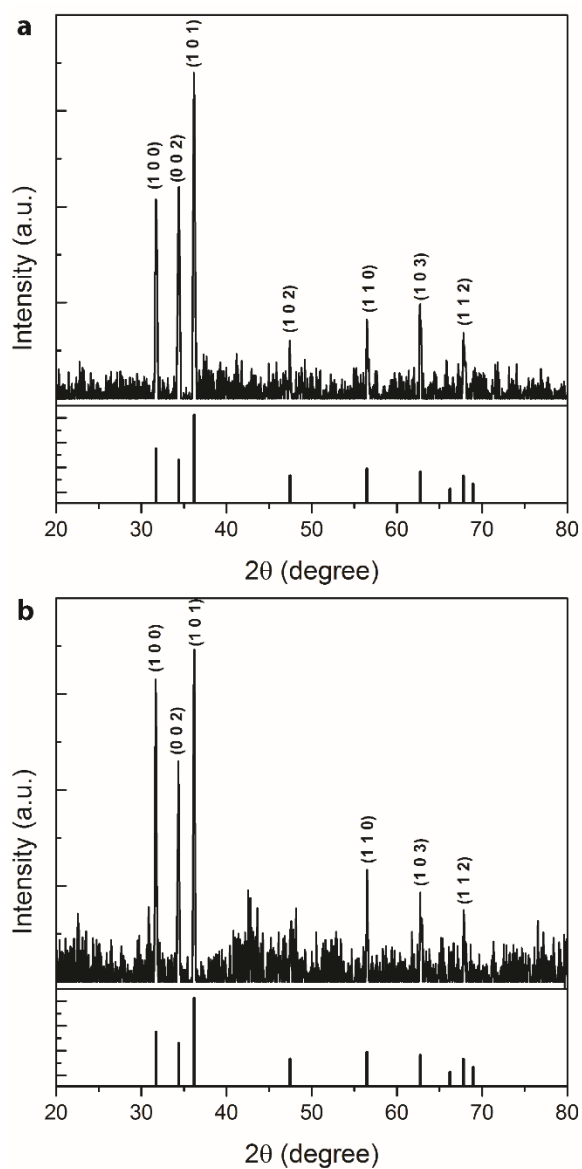 a
(1 0 0)
(0 0 2)
(1 0 1)
(1 0 2)
(1 1 0)
(1 0 3)
(1 1 2)
Intensity (a.u.)
20 30 40 50 60 70 80
2θ (degree)
b
(1 0 0)
(0 0 2)
(1 0 1)
(1 1 0)
(1 0 3)
(1 1 2)
Intensity (a.u.)
20 30 40 50 60 70 80
2θ (degree)